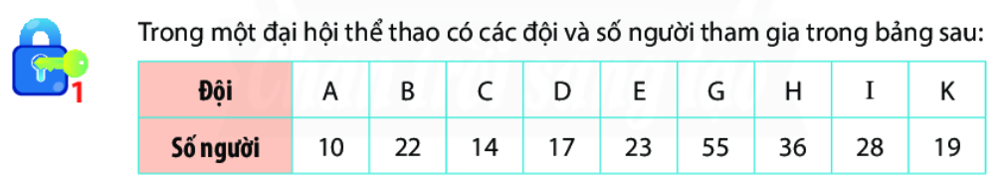 Trong một đại hội thể thao có các đội và số người tham gia trong bảng sau:
1
Đội A B C D E G H I K
Số người 10 22 14 17 23 55 36 28 19